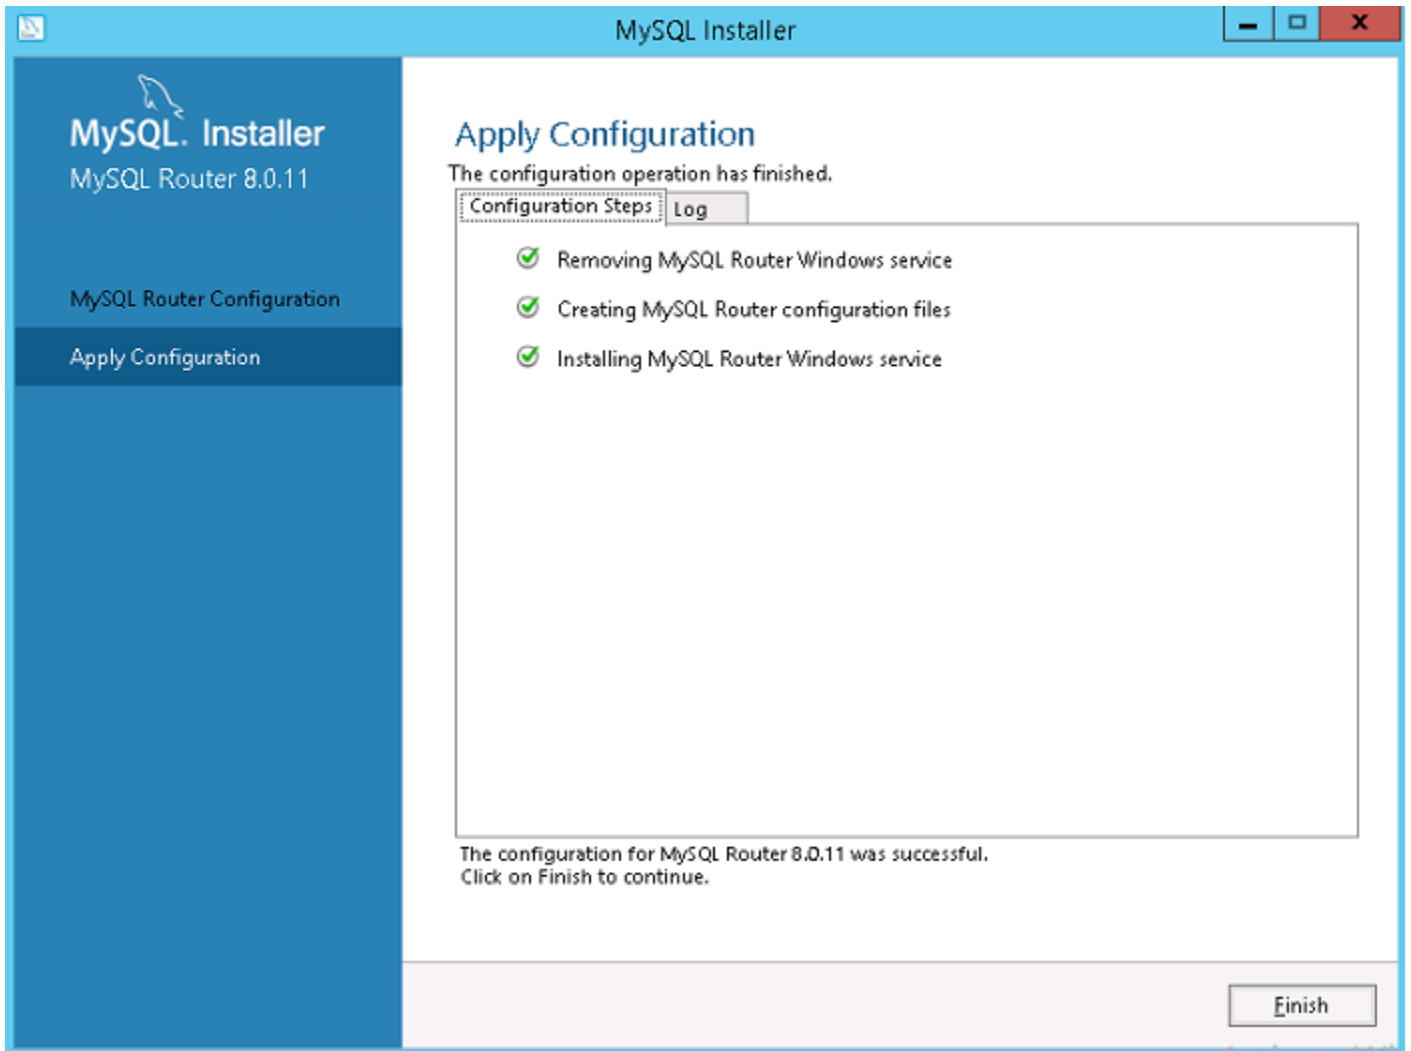 MySQL Installer
MySQL. Installer
MySQL Router 8.0.11
MySQL Router Configuration
Apply Configuration
Apply Configuration
The configuration operation has finished.
Configuration Steps
Log
Removing MySQL Router Windows service
Creating MySQL Router configuration files
Installing MySQL Router Windows service
The configuration for MySQL Router 8.0.11 was successful.
Click on Finish to continue.
Finish